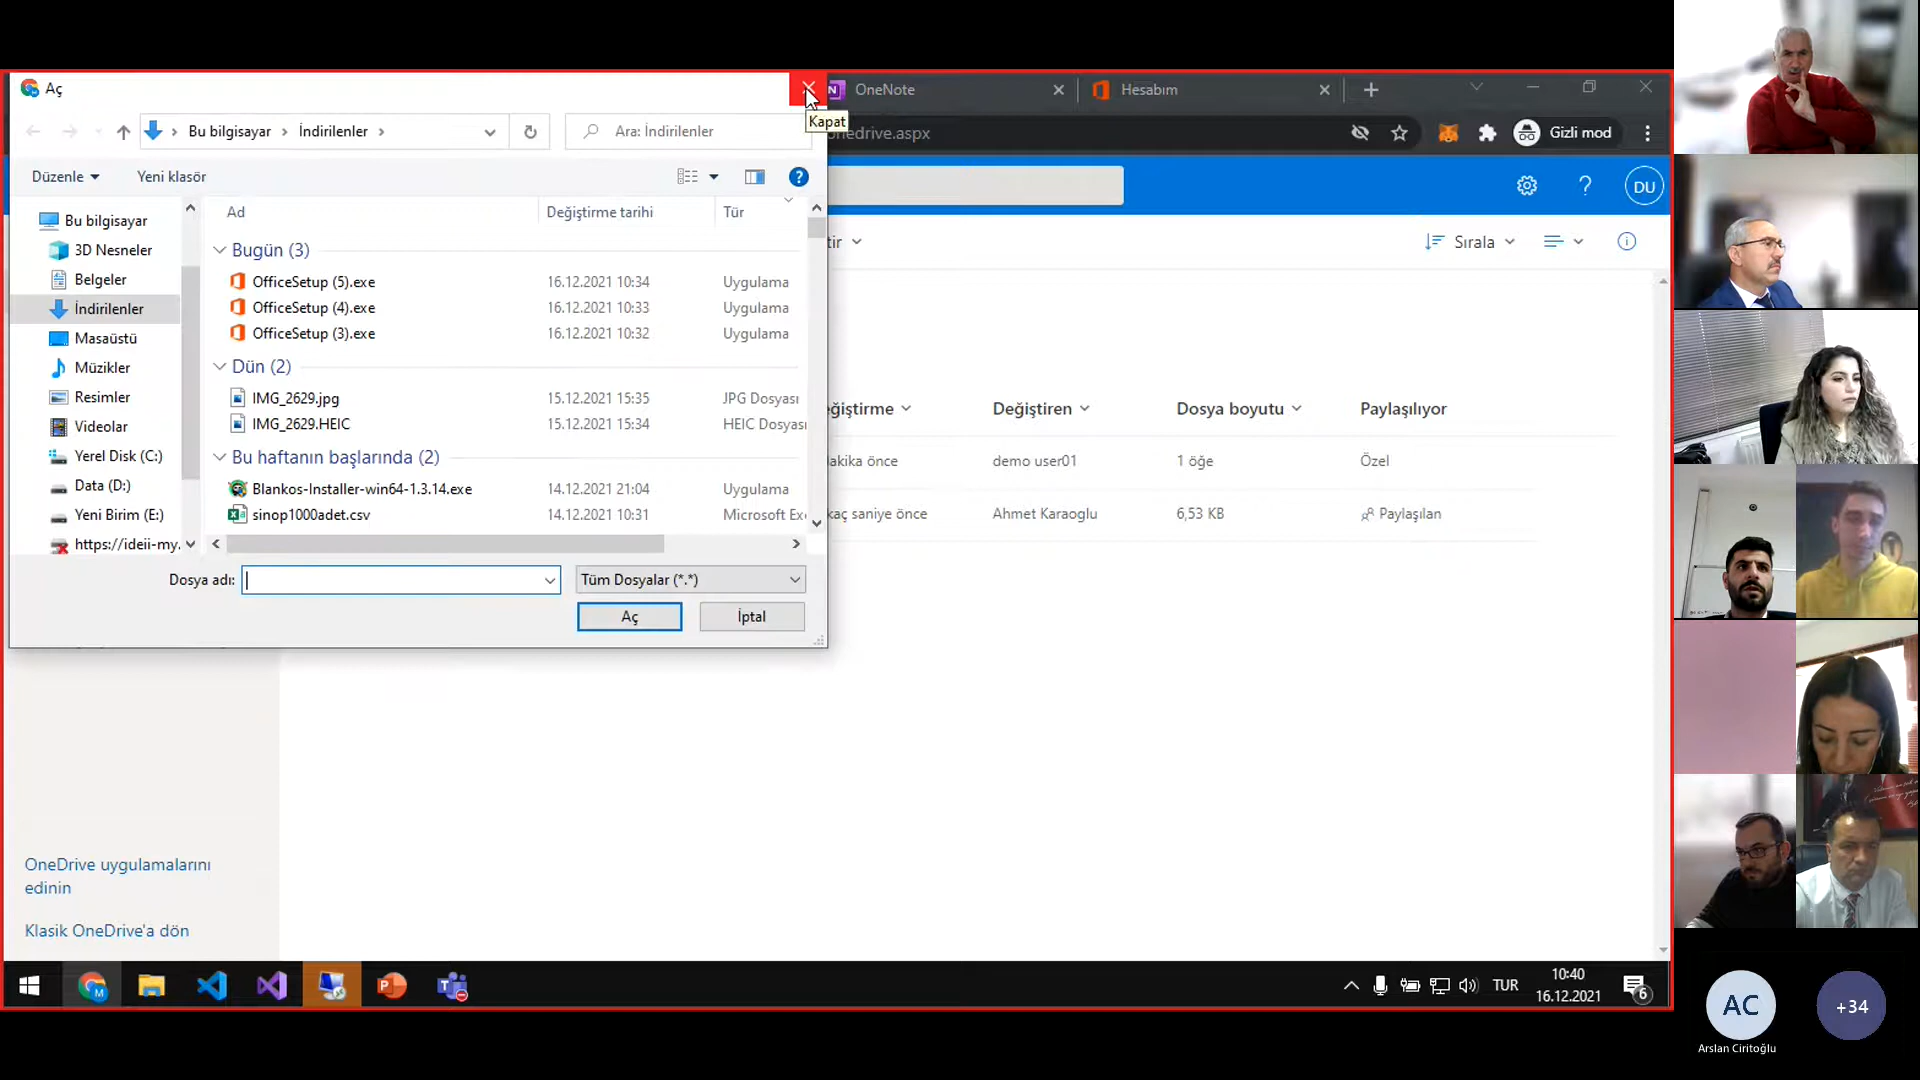 Aç
Kapat
OneNote
Hesabım
Bu bilgisayar
İndirilenler
Ara: İndirilenler
onedrive.aspx
Gizli mod
Düzenle
Yeni klasör
DU
Ad
Değiştirme tarihi
Tür
Sırala
Bu bilgisayar
3D Nesneler
Belgeler
İndirilenler
Masaüstü
Müzikler
Resimler
Videolar
Yerel Disk (C:)
Data (D:)
Yeni Birim (E:)
https://ideii-my.
Bugün (3)
OfficeSetup (5).exe 16.12.2021 10:34 Uygulama
OfficeSetup (4).exe 16.12.2021 10:33 Uygulama
OfficeSetup (3).exe 16.12.2021 10:32 Uygulama
Dün (2)
IMG_2629.jpg 15.12.2021 15:35 JPG Dosyası
IMG_2629.HEIC 15.12.2021 15:34 HEIC Dosyası
Bu haftanın başlarında (2)
Blankos-Installer-win64-1.3.14.exe 14.12.2021 21:04 Uygulama
sinop1000adet.csv 14.12.2021 10:31 Microsoft Ex
Dosya adı:
Tüm Dosyalar (*.*)
Aç
İptal
Değiştiren
Dosya boyutu
Paylaşılıyor
önce
demo user01
1 öğe
Özel
kaç saniye önce
Ahmet Karaoglu
6,53 KB
Paylaşılan
OneDrive uygulamalarını
edinin
Klasik OneDrive'a dön
TUR
10:40
16.12.2021
6
AC
+34
Arslan Ciritoğlu